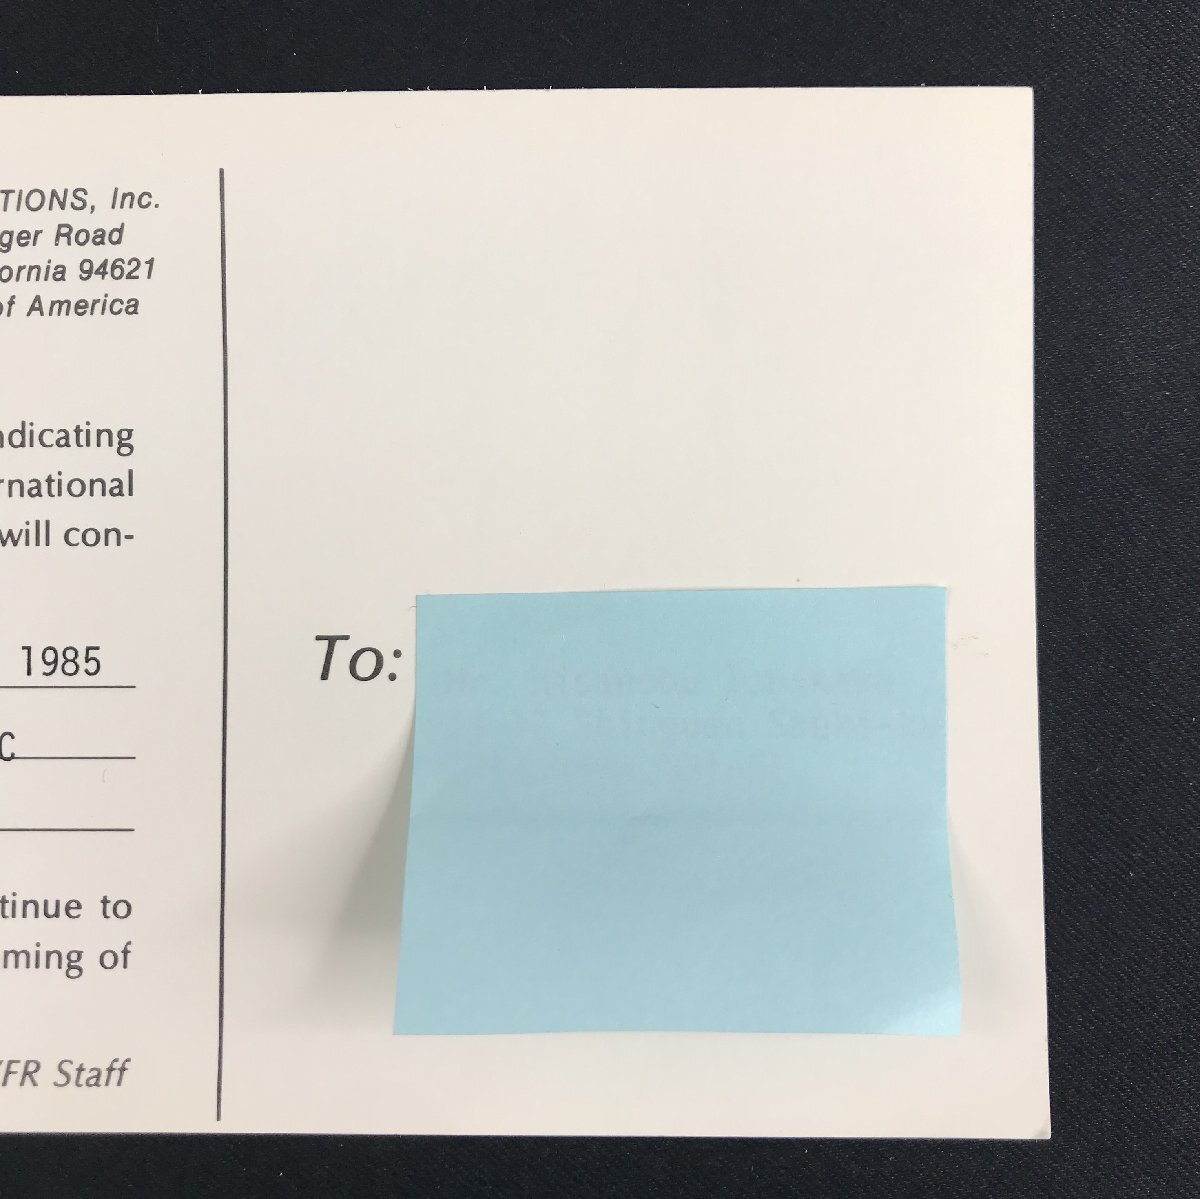 TIONS, Inc.
ger Road
ornia 94621
of America
ndicating
rnational
will con-
1985
C
tinue to
ming of
FR Staff
To: